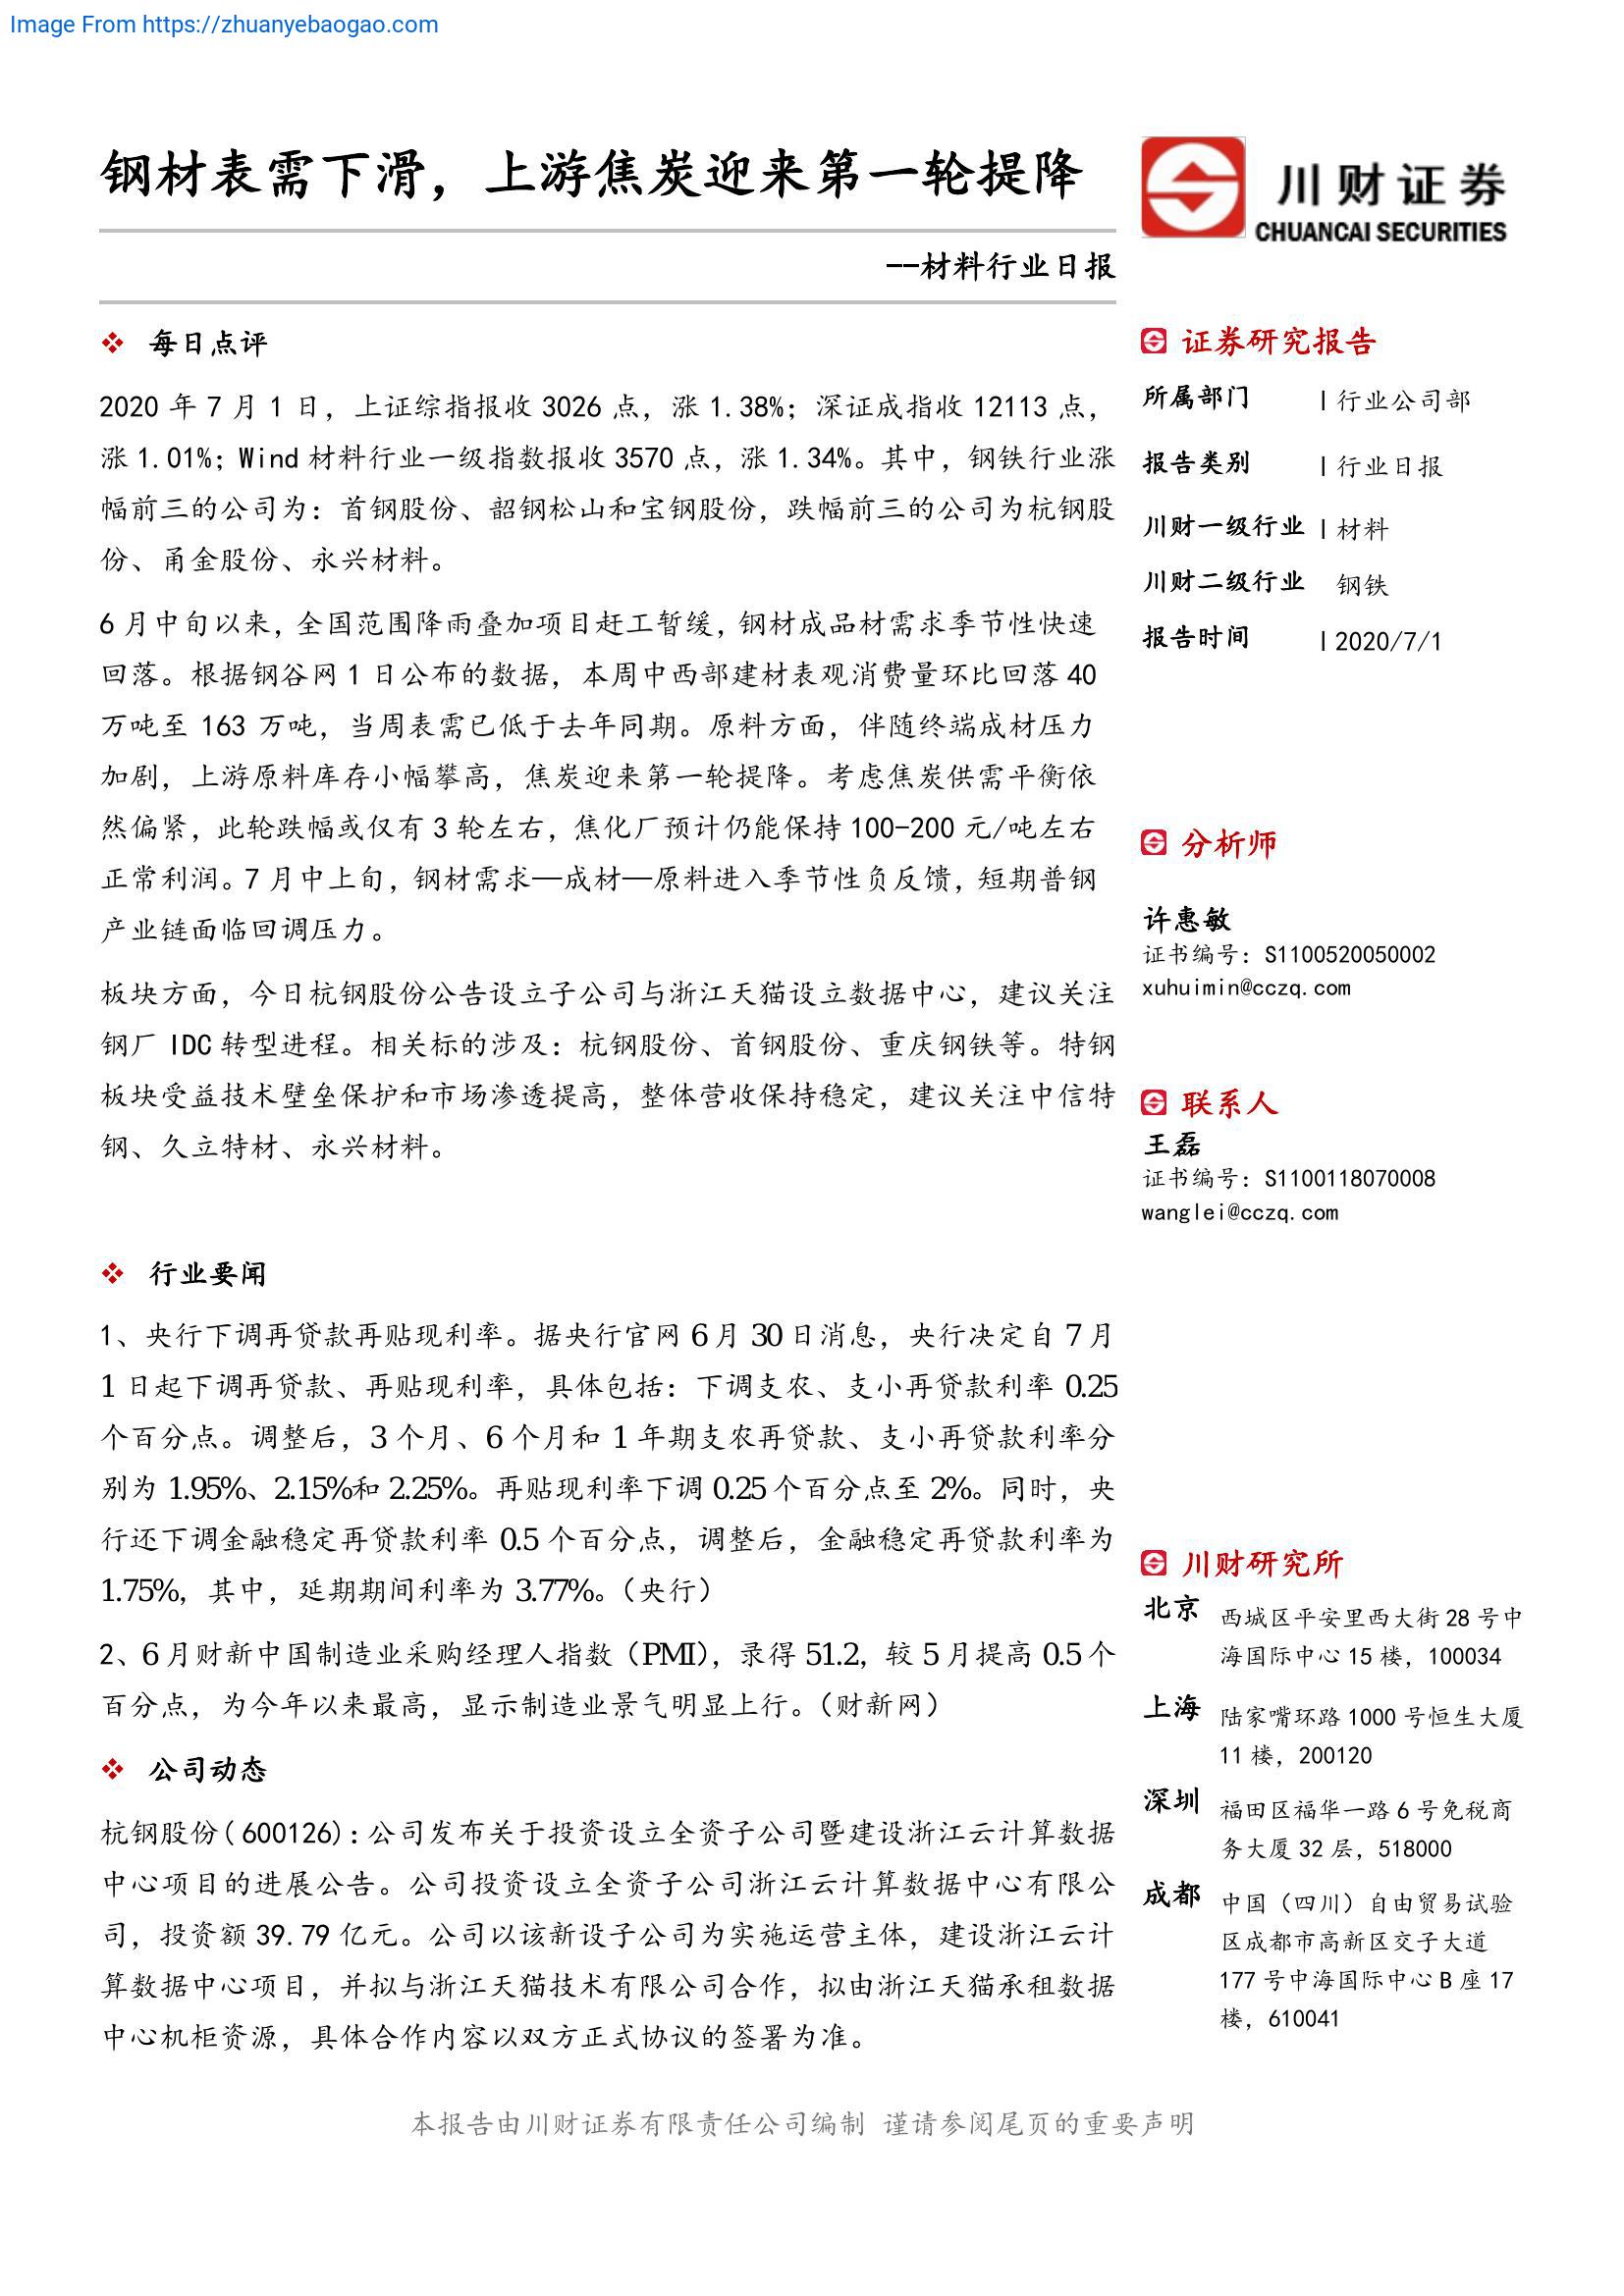 Image From https://zhuanyebaogao.com
钢材表需下滑，上游焦炭迎来第一轮提降
川财证券
CHUANCAI SECURITIES
——材料行业日报
每日点评
2020 年 7 月 1 日，上证综指报收 3026 点，涨 1.38%；深证成指收 12113 点，
涨 1.01%；Wind 材料行业一级指数报收 3570 点，涨 1.34%。其中，钢铁行业涨
幅前三的公司为：首钢股份、韶钢松山和宝钢股份，跌幅前三的公司为杭钢股
份、甬金股份、永兴材料。
6 月中旬以来，全国范围降雨叠加项目赶工暂缓，钢材成品材需求季节性快速
回落。根据钢谷网 1 日公布的数据，本周中西部建材表观消费量环比回落 40
万吨至 163 万吨，当周表需已低于去年同期。原料方面，伴随终端成材压力
加剧，上游原料库存小幅攀高，焦炭迎来第一轮提降。考虑焦炭供需平衡依
然偏紧，此轮跌幅或仅有 3 轮左右，焦化厂预计仍能保持 100-200 元/吨左右
正常利润。7 月中上旬，钢材需求—成材—原料进入季节性负反馈，短期普钢
产业链面临回调压力。
板块方面，今日杭钢股份公告设立子公司与浙江天猫设立数据中心，建议关注
钢厂 IDC 转型进程。相关标的涉及：杭钢股份、首钢股份、重庆钢铁等。特钢
板块受益技术壁垒保护和市场渗透提高，整体营收保持稳定，建议关注中信特
钢、久立特材、永兴材料。
行业要闻
1、央行下调再贷款再贴现利率。据央行官网 6 月 30 日消息，央行决定自 7 月
1 日起下调再贷款、再贴现利率，具体包括：下调支农、支小再贷款利率 0.25
个百分点。调整后，3 个月、6 个月和 1 年期支农再贷款、支小再贷款利率分
别为 1.95%、2.15%和 2.25%。再贴现利率下调 0.25 个百分点至 2%。同时，央
行还下调金融稳定再贷款利率 0.5 个百分点，调整后，金融稳定再贷款利率为
1.75%，其中，延期期间利率为 3.77%。（央行）
2、6 月财新中国制造业采购经理人指数（PMI），录得 51.2，较 5 月提高 0.5 个
百分点，为今年以来最高，显示制造业景气明显上行。（财新网）
公司动态
杭钢股份(600126)：公司发布关于投资设立全资子公司暨建设浙江云计算数据
中心项目的进展公告。公司投资设立全资子公司浙江云计算数据中心有限公
司，投资额 39.79 亿元。公司以该新设子公司为实施运营主体，建设浙江云计
算数据中心项目，并拟与浙江天猫技术有限公司合作，拟由浙江天猫承租数据
中心机柜资源，具体合作内容以双方正式协议的签署为准。
证券研究报告
所属部门 | 行业公司部
报告类别 | 行业日报
川财一级行业 | 材料
川财二级行业 钢铁
报告时间 | 2020/7/1
分析师
许惠敏
证书编号：S1100520050002
xuhuimin@cczq.com
联系人
王磊
证书编号：S1100118070008
wanglei@cczq.com
川财研究所
北京 西城区平安里西大街 28 号中
海国际中心 15 楼，100034
上海 陆家嘴环路 1000 号恒生大厦
11 楼，200120
深圳 福田区福华一路 6 号免税商
务大厦 32 层，518000
成都 中国（四川）自由贸易试验
区成都市高新区交子大道
177 号中海国际中心 B 座 17
楼，610041
本报告由川财证券有限责任公司编制 谨请参阅尾页的重要声明